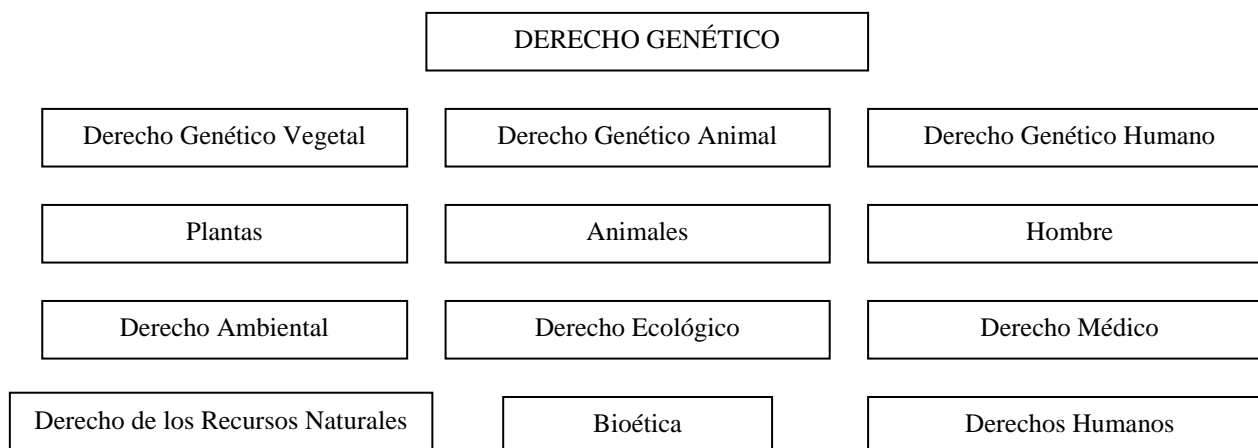 DERECHO GENÉTICO
Derecho Genético Vegetal
Derecho Genético Animal
Derecho Genético Humano
Plantas
Animales
Hombre
Derecho Ambiental
Derecho Ecológico
Derecho Médico
Derecho de los Recursos Naturales
Bioética
Derechos Humanos